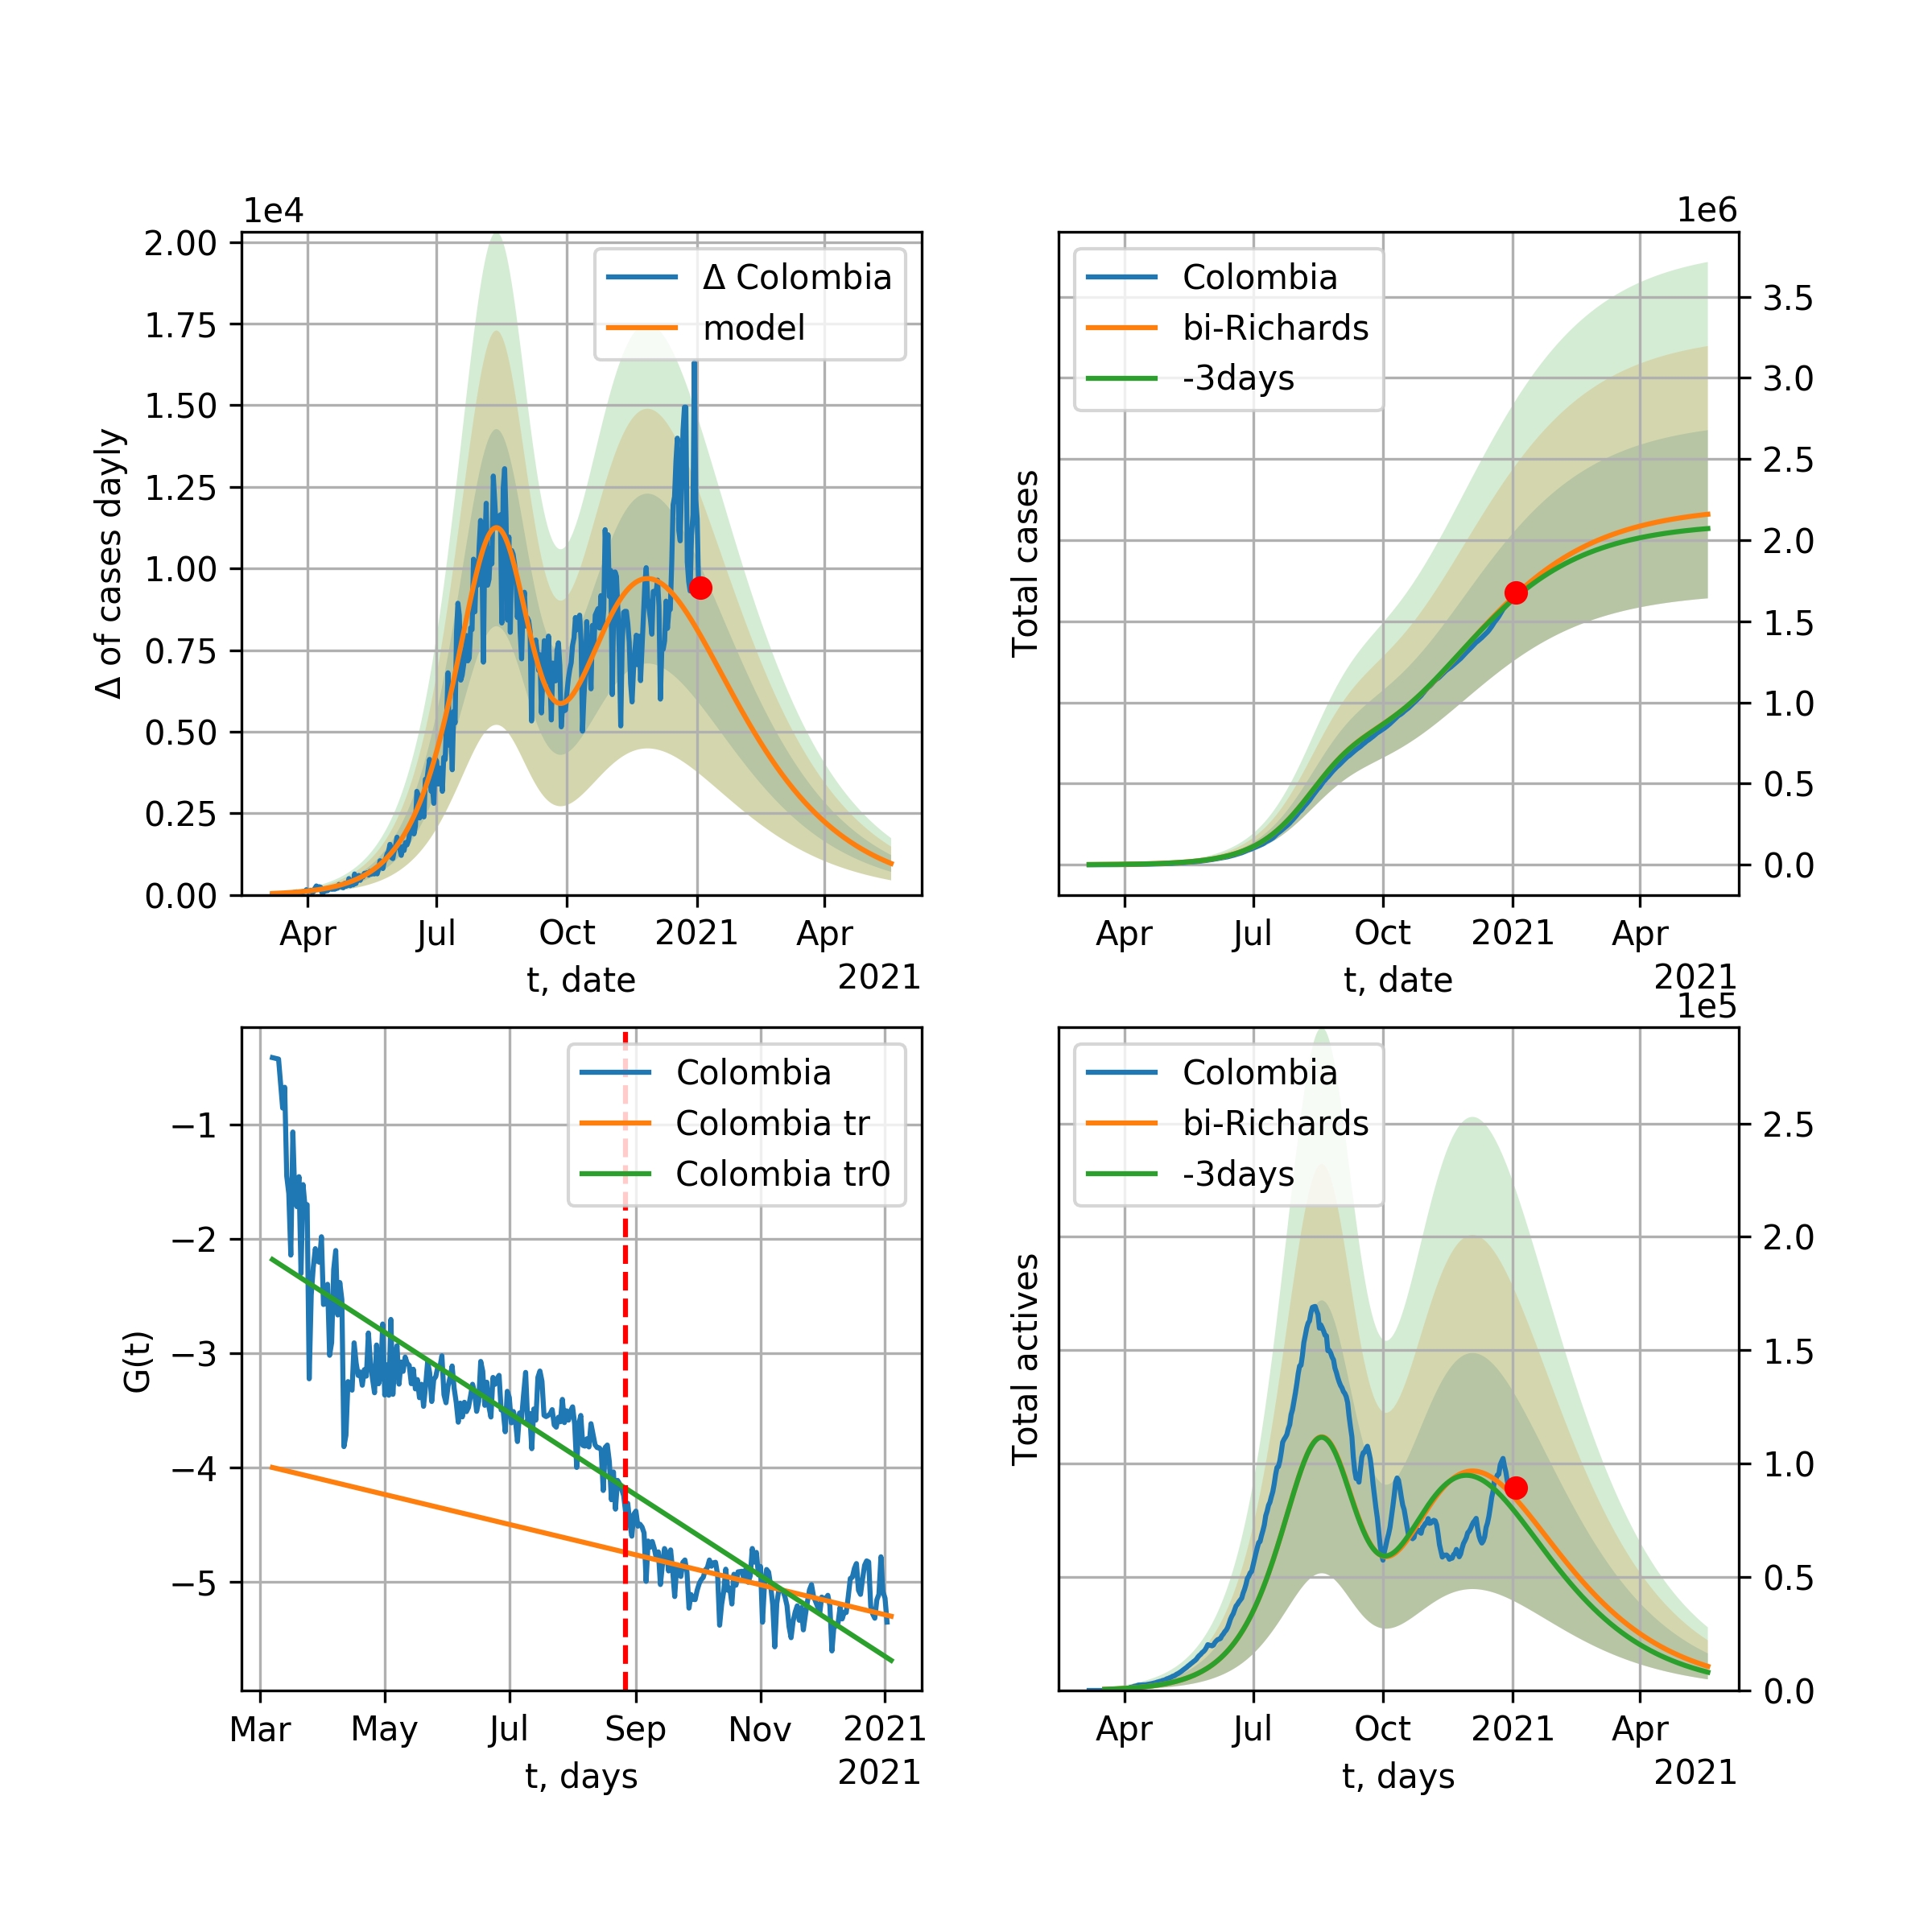 1e4
2.00
1.75
1.50
1.25
1.00
0.75
0.50
0.25
0.00
Δ of cases dayly
Δ Colombia
model
Apr Jul Oct 2021 Apr
t, date
2021
1e6
Colombia
bi-Richards
-3days
3.5
3.0
2.5
2.0
1.5
1.0
0.5
0.0
Total cases
Apr Jul Oct 2021 Apr
t, date
2021
−1
−2
−3
−4
−5
G(t)
Colombia
Colombia tr
Colombia tr0
Mar May Jul Sep Nov 2021
t, days
2021
1e5
Colombia
bi-Richards
-3days
2.5
2.0
1.5
1.0
0.5
0.0
Total actives
Apr Jul Oct 2021 Apr
t, days
2021